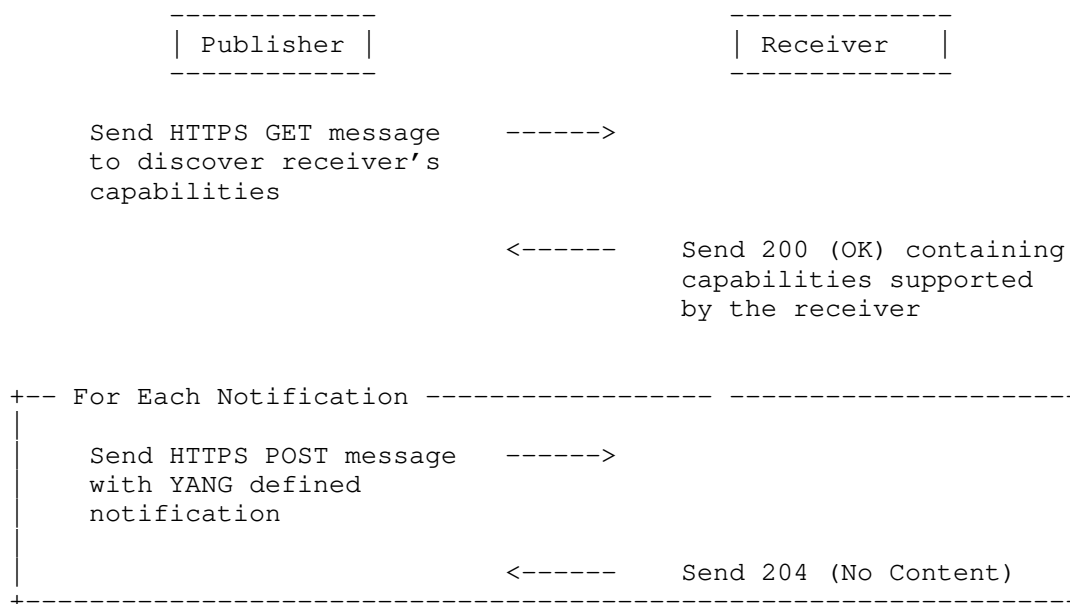 -------------                      --------------
| Publisher |                      | Receiver   |
-------------                      --------------
Send HTTPS GET message    ------>
to discover receiver's
capabilities
<------    Send 200 (OK) containing
capabilities supported
by the receiver
+-- For Each Notification ------------------ ----------------------
|
|    Send HTTPS POST message   ------>
|    with YANG defined
|    notification
|
|                              <------    Send 204 (No Content)
+------------------------------------------------------------------